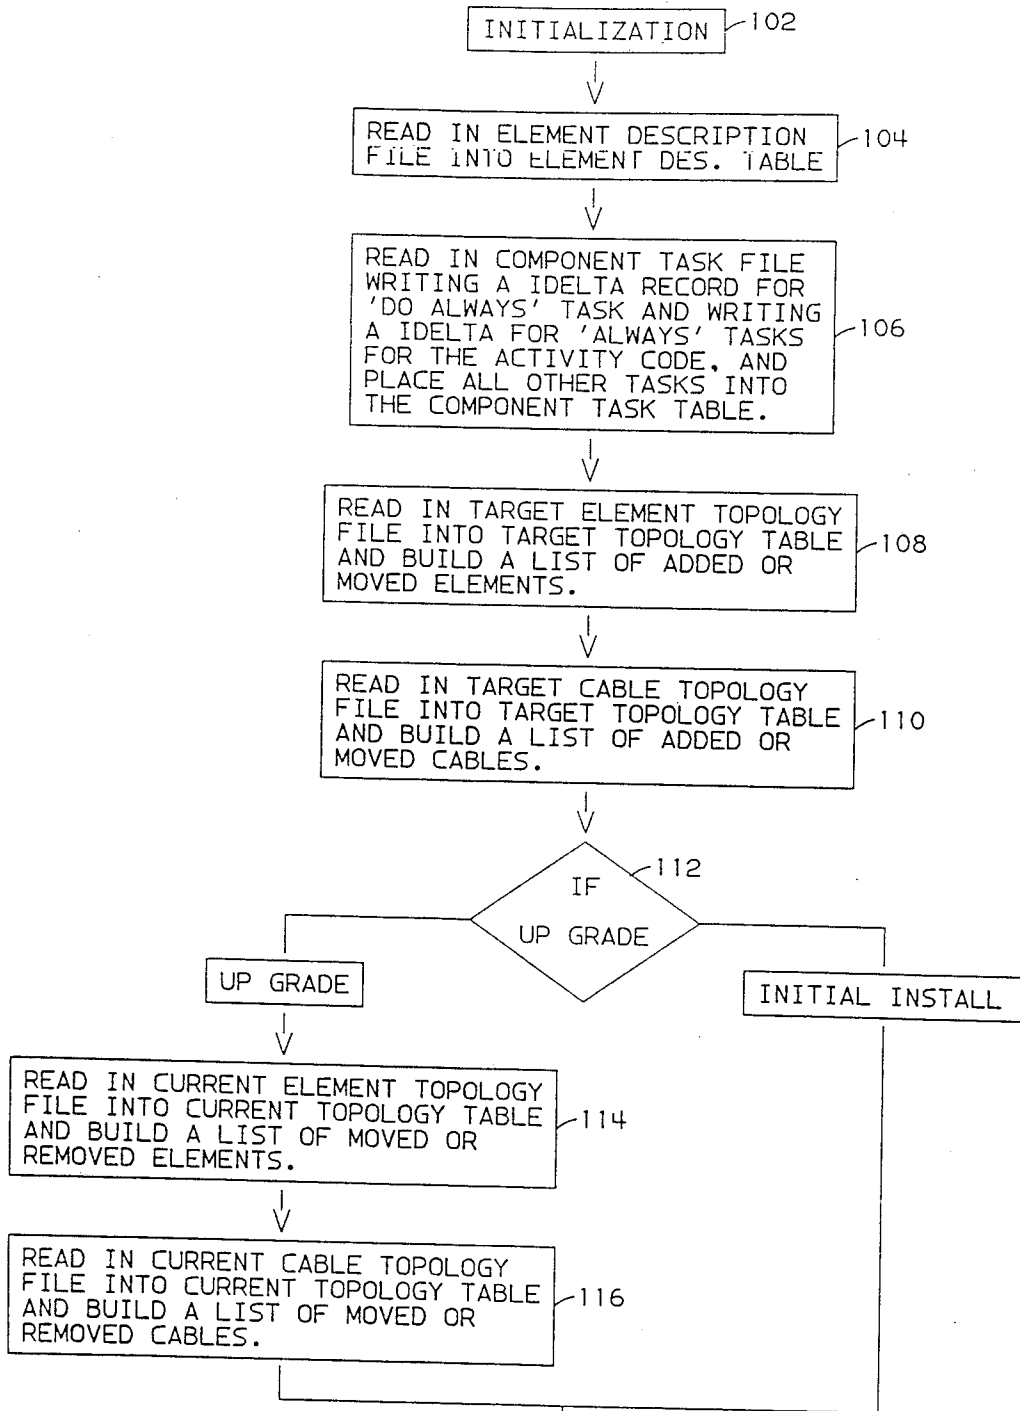 INITIALIZATION
102
READ IN ELEMENT DESCRIPTION
FILE INTO ELEMENT DES. TABLE
104
READ IN COMPONENT TASK FILE
WRITING A IDELTA RECORD FOR
'DO ALWAYS' TASK AND WRITING
A IDELTA FOR 'ALWAYS' TASKS
FOR THE ACTIVITY CODE, AND
PLACE ALL OTHER TASKS INTO
THE COMPONENT TASK TABLE.
106
READ IN TARGET ELEMENT TOPOLOGY
FILE INTO TARGET TOPOLOGY TABLE
AND BUILD A LIST OF ADDED OR
MOVED ELEMENTS.
108
READ IN TARGET CABLE TOPOLOGY
FILE INTO TARGET TOPOLOGY TABLE
AND BUILD A LIST OF ADDED OR
MOVED CABLES.
110
IF
UP GRADE
112
UP GRADE
INITIAL INSTALL
READ IN CURRENT ELEMENT TOPOLOGY
FILE INTO CURRENT TOPOLOGY TABLE
AND BUILD A LIST OF MOVED OR
REMOVED ELEMENTS.
114
READ IN CURRENT CABLE TOPOLOGY
FILE INTO CURRENT TOPOLOGY TABLE
AND BUILD A LIST OF MOVED OR
REMOVED CABLES.
116